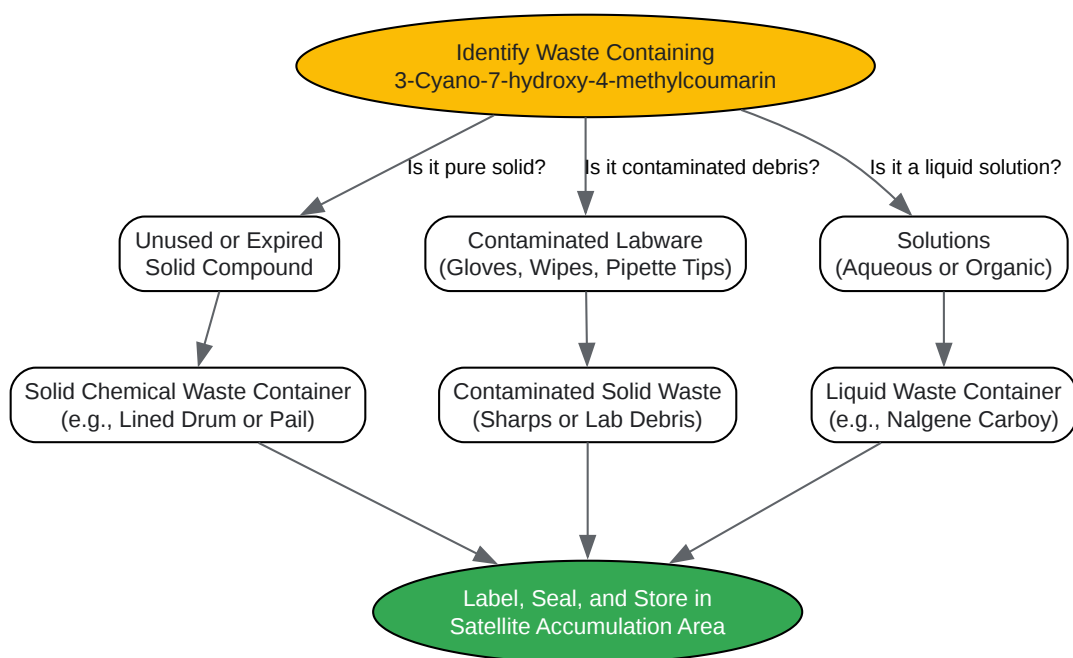 Identify Waste Containing
3-Cyano-7-hydroxy-4-methylcoumarin
Is it pure solid?
Is it contaminated debris?
Is it a liquid solution?
Unused or Expired
Solid Compound
Contaminated Labware
(Gloves, Wipes, Pipette Tips)
Solutions
(Aqueous or Organic)
Solid Chemical Waste Container
(e.g., Lined Drum or Pail)
Contaminated Solid Waste
(Sharps or Lab Debris)
Liquid Waste Container
(e.g., Nalgene Carboy)
Label, Seal, and Store in
Satellite Accumulation Area